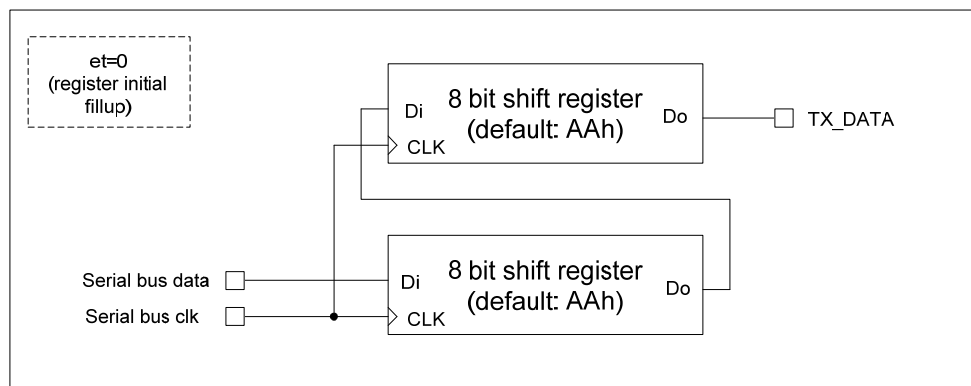 et=0
(register initial
fillup)
8 bit shift register
(default: AAh)
Di
CLK
Do
TX_DATA
8 bit shift register
(default: AAh)
Di
CLK
Do
Serial bus data
Serial bus clk